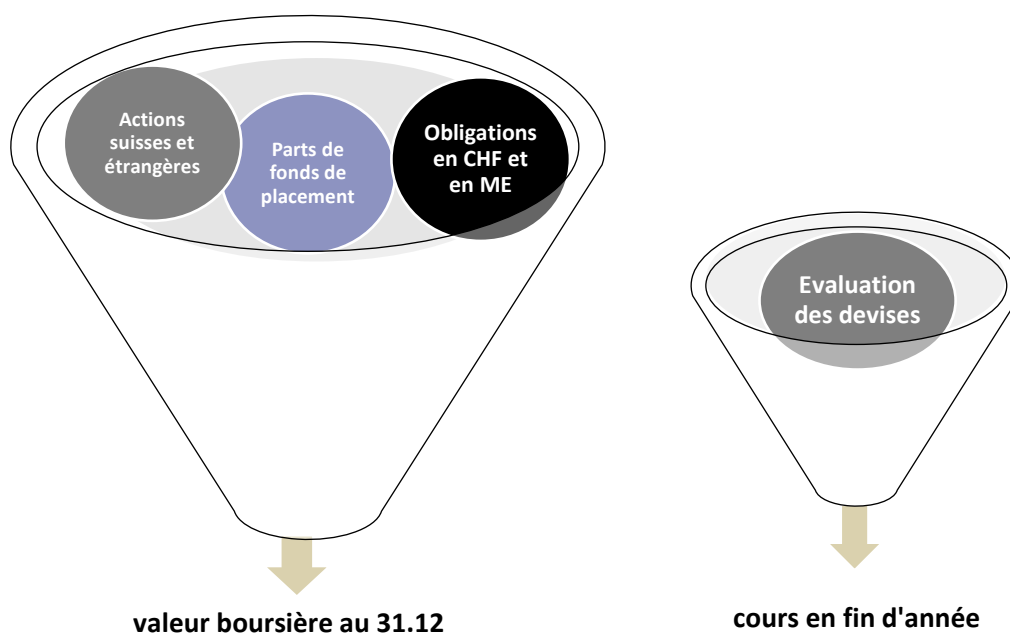 Actions
suisses et
étrangères
Parts de
fonds de
placement
Obligations
en CHF et
en ME
valeur boursière au 31.12
Evaluation
des devises
cours en fin d'année